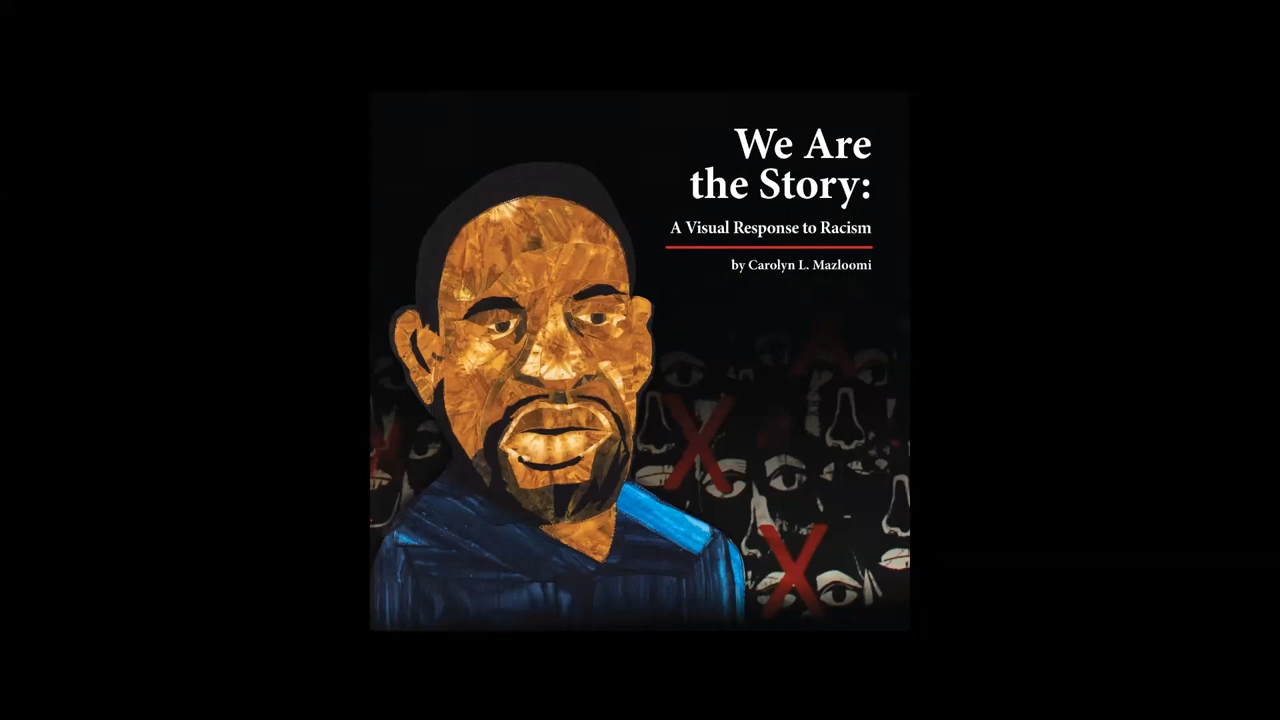 We Are
the Story:
A Visual Response to Racism
by Carolyn L. Mazloomi